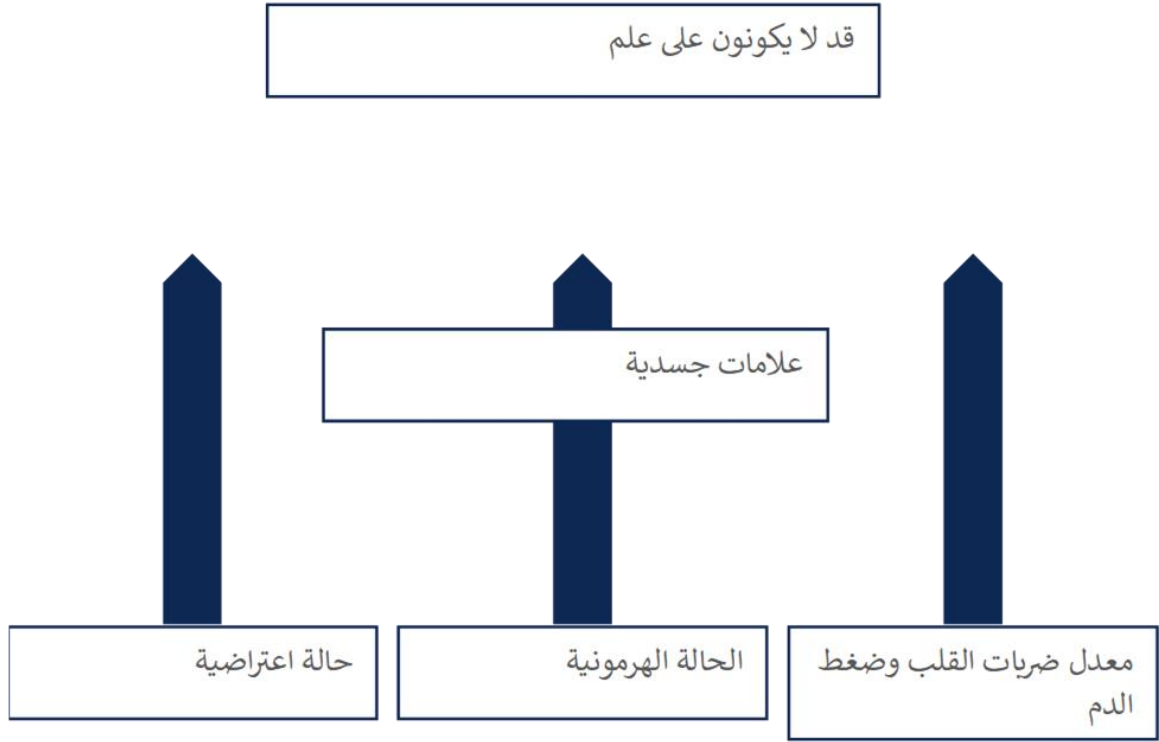 قد لا يكونون على علم
علامات جسدية
معدل ضربات القلب وضغط
الدم
الحالة الهرمونية
حالة اعتراضية